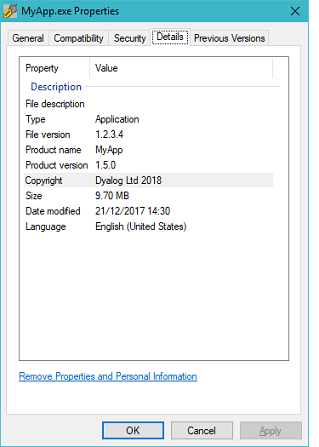 MyApp.exe Properties
General Compatibility Security Details Previous Versions
Property Value
Description
File description
Type Application
File version 1.2.3.4
Product name MyApp
Product version 1.5.0
Copyright Dyalog Ltd 2018
Size 9.70 MB
Date modified 21/12/2017 14:30
Language English (United States)
Remove Properties and Personal Information
OK Cancel Apply